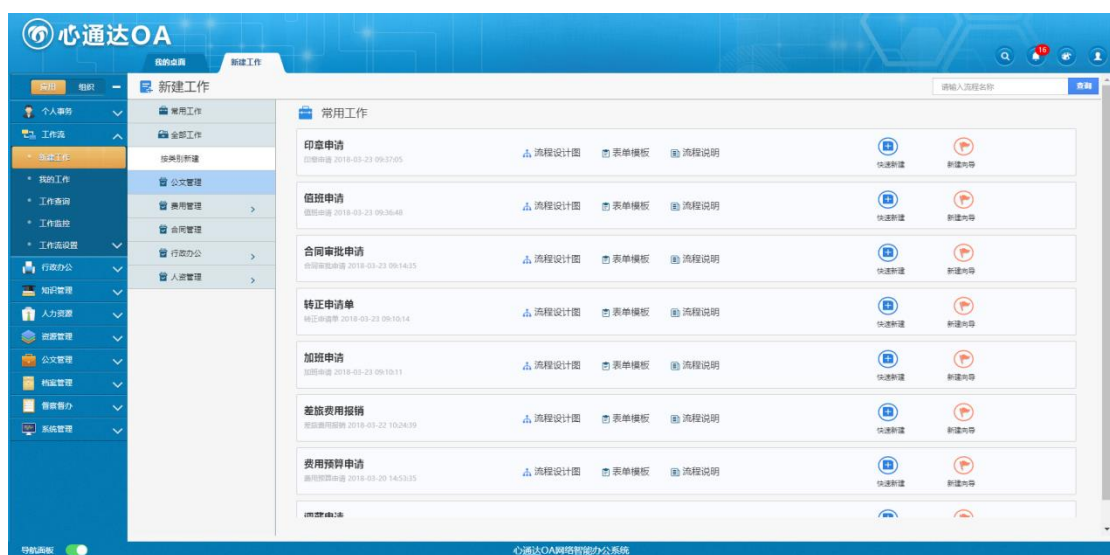 心通达OA
我的桌面 新建工作
16
应用 组织
新建工作
请输入流程名称 查询
个人事务
工作流
新建工作
我的工作
工作查询
工作监控
工作流设置
行政办公
知识管理
人力资源
资源管理
公文管理
档案管理
督察督办
系统管理
常用工作
全部工作
按类别新建
公文管理
费用管理
合同管理
行政办公
人资管理
常用工作
印章申请
印章申请 2018-03-23 09:37:05
流程设计图 表单模板 流程说明
快速新建 新建向导
值班申请
值班申请 2018-03-23 09:36:48
流程设计图 表单模板 流程说明
快速新建 新建向导
合同审批申请
合同审批申请 2018-03-23 09:14:35
流程设计图 表单模板 流程说明
快速新建 新建向导
转正申请单
转正申请单 2018-03-23 09:10:14
流程设计图 表单模板 流程说明
快速新建 新建向导
加班申请
加班申请 2018-03-23 09:10:11
流程设计图 表单模板 流程说明
快速新建 新建向导
差旅费用报销
差旅费用报销 2018-03-22 10:24:39
流程设计图 表单模板 流程说明
快速新建 新建向导
费用预算申请
费用预算申请 2018-03-20 14:53:35
流程设计图 表单模板 流程说明
快速新建 新建向导
导航面板
心通达OA网络智能办公系统